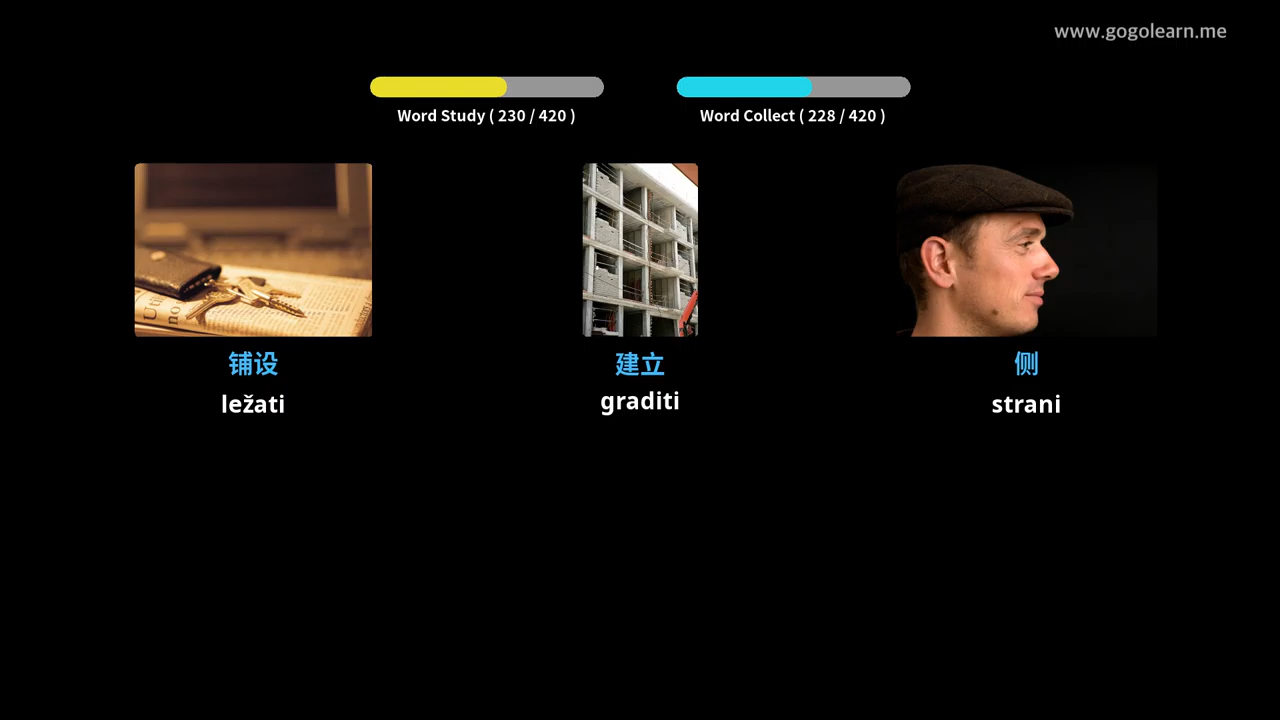 www.gogolearn.me
Word Study ( 230 / 420 )
Word Collect ( 228 / 420 )
铺设
建立
侧
ležati
graditi
strani